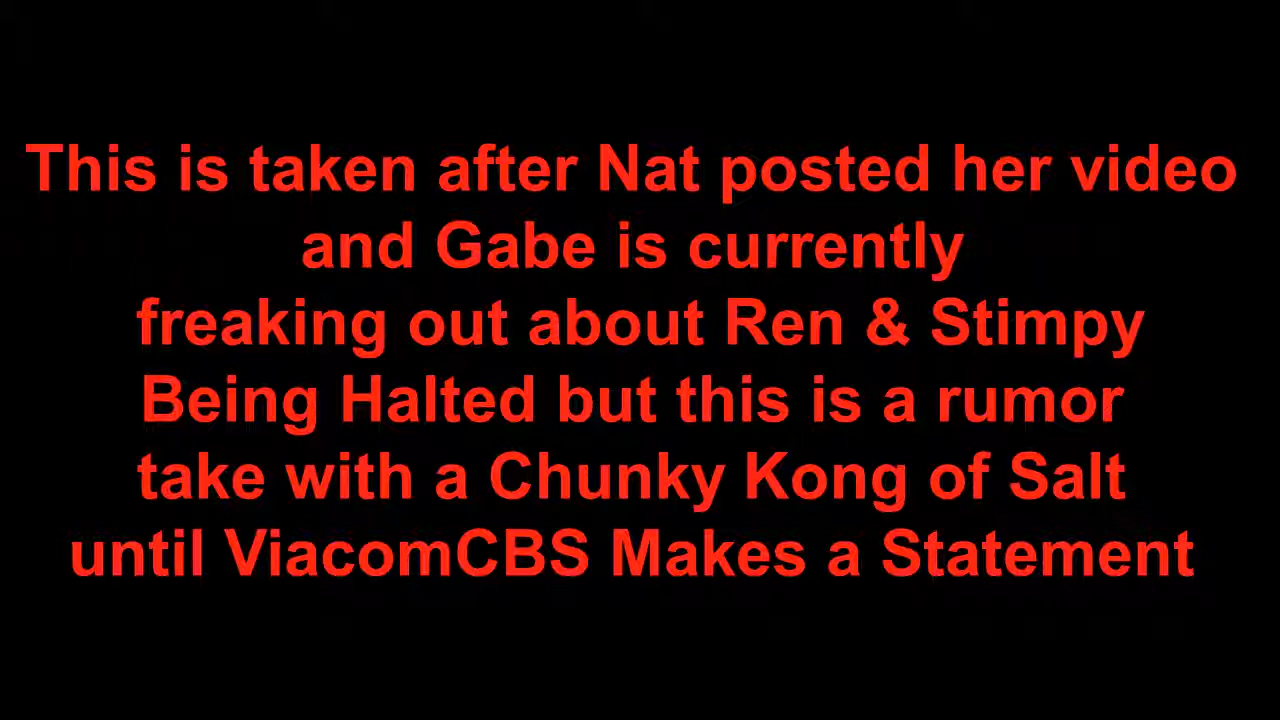 This is taken after Nat posted her video
and Gabe is currently
freaking out about Ren & Stimpy
Being Halted but this is a rumor
take with a Chunky Kong of Salt
until ViacomCBS Makes a Statement